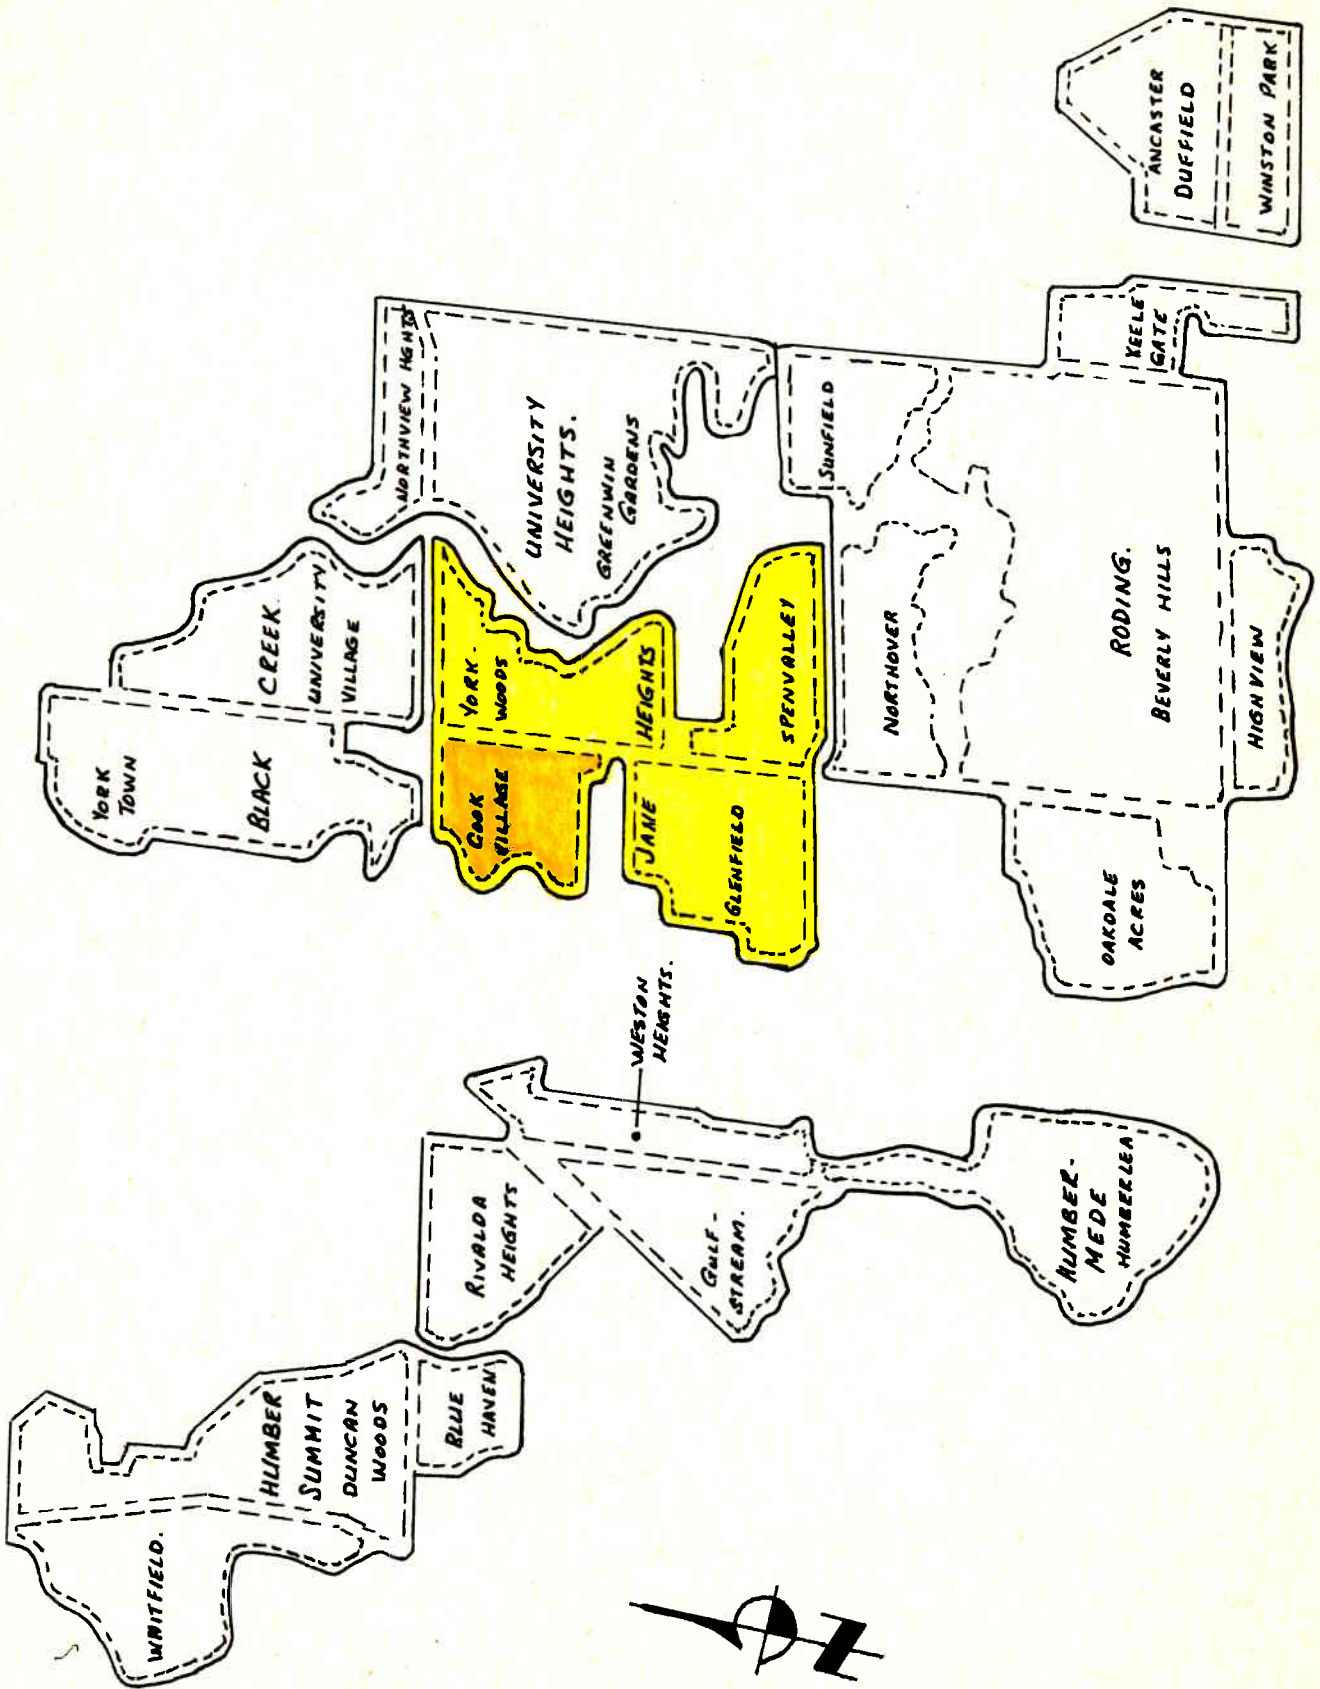 WHITFIELD.
HUMBER
SUMMIT
DUNCAN
WOODS
BLUE
HAVEN
RIVALDA
HEIGHTS
GULF-
STREAM.
WESTON
HEIGHTS.
HUMBER-
MEDE
HUMBERLEA
YORK
TOWN
BLACK
CREEK.
UNIVERSITY
VILLAGE
COOK
VILLAGE
YORK-
WOODS
JANE
HEIGHTS
GLENFIELD
SPENVALLEY
NORTHVIEW HGHTS
UNIVERSITY
HEIGHTS.
GREENWIN
GARDENS
SUNFIELD
NORTHOVER
RODING.
BEVERLY HILLS
OAKDALE
ACRES
HIGHVIEW
KEELE
GATE
ANCASTER
DUFFIELD
WINSTON PARK
N